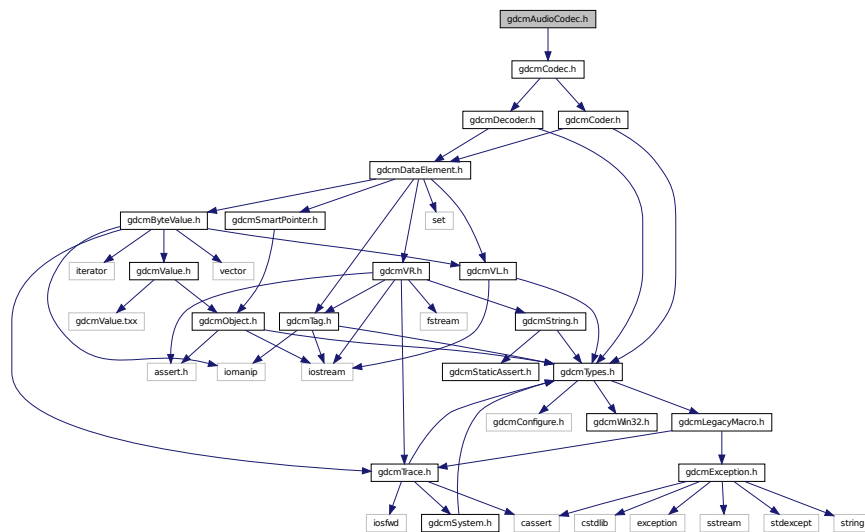 gdcmAudioCodec.h
gdcmCodec.h
gdcmDecoder.h
gdcmCoder.h
gdcmDataElement.h
gdcmByteValue.h
gdcmSmartPointer.h
set
iterator
gdcmValue.h
vector
gdcmVR.h
gdcmVL.h
gdcmValue.txx
gdcmObject.h
gdcmTag.h
fstream
gdcmString.h
assert.h
iomanip
iostream
gdcmStaticAssert.h
gdcmTypes.h
gdcmConfigure.h
gdcmWin32.h
gdcmLegacyMacro.h
gdcmTrace.h
gdcmException.h
iosfwd
gdcmSystem.h
cassert
cstdlib
exception
sstream
stdexcept
string